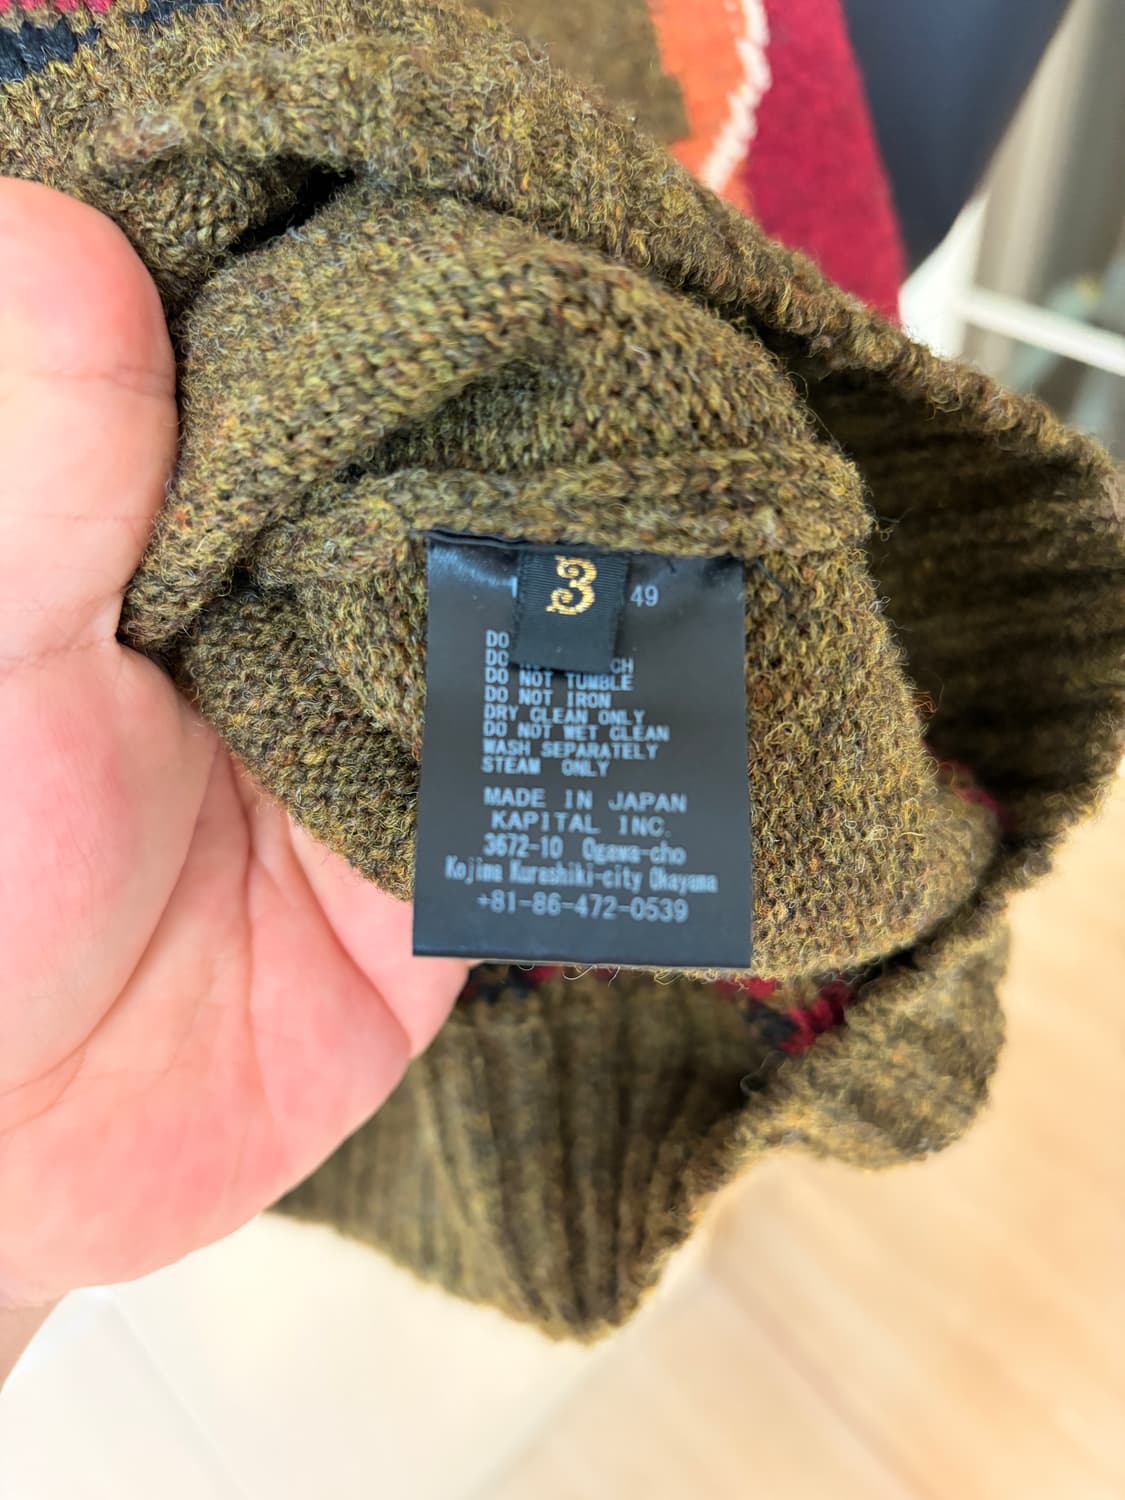 3
49
DO
DO CH
DO NOT TUMBLE
DO NOT IRON
DRY CLEAN ONLY
DO NOT WET CLEAN
WASH SEPARATELY
STEAM ONLY
MADE IN JAPAN
KAPITAL INC.
3672-10 Ogawa-cho
Kojima Kurashiki-city Okayama
+81-86-472-0539